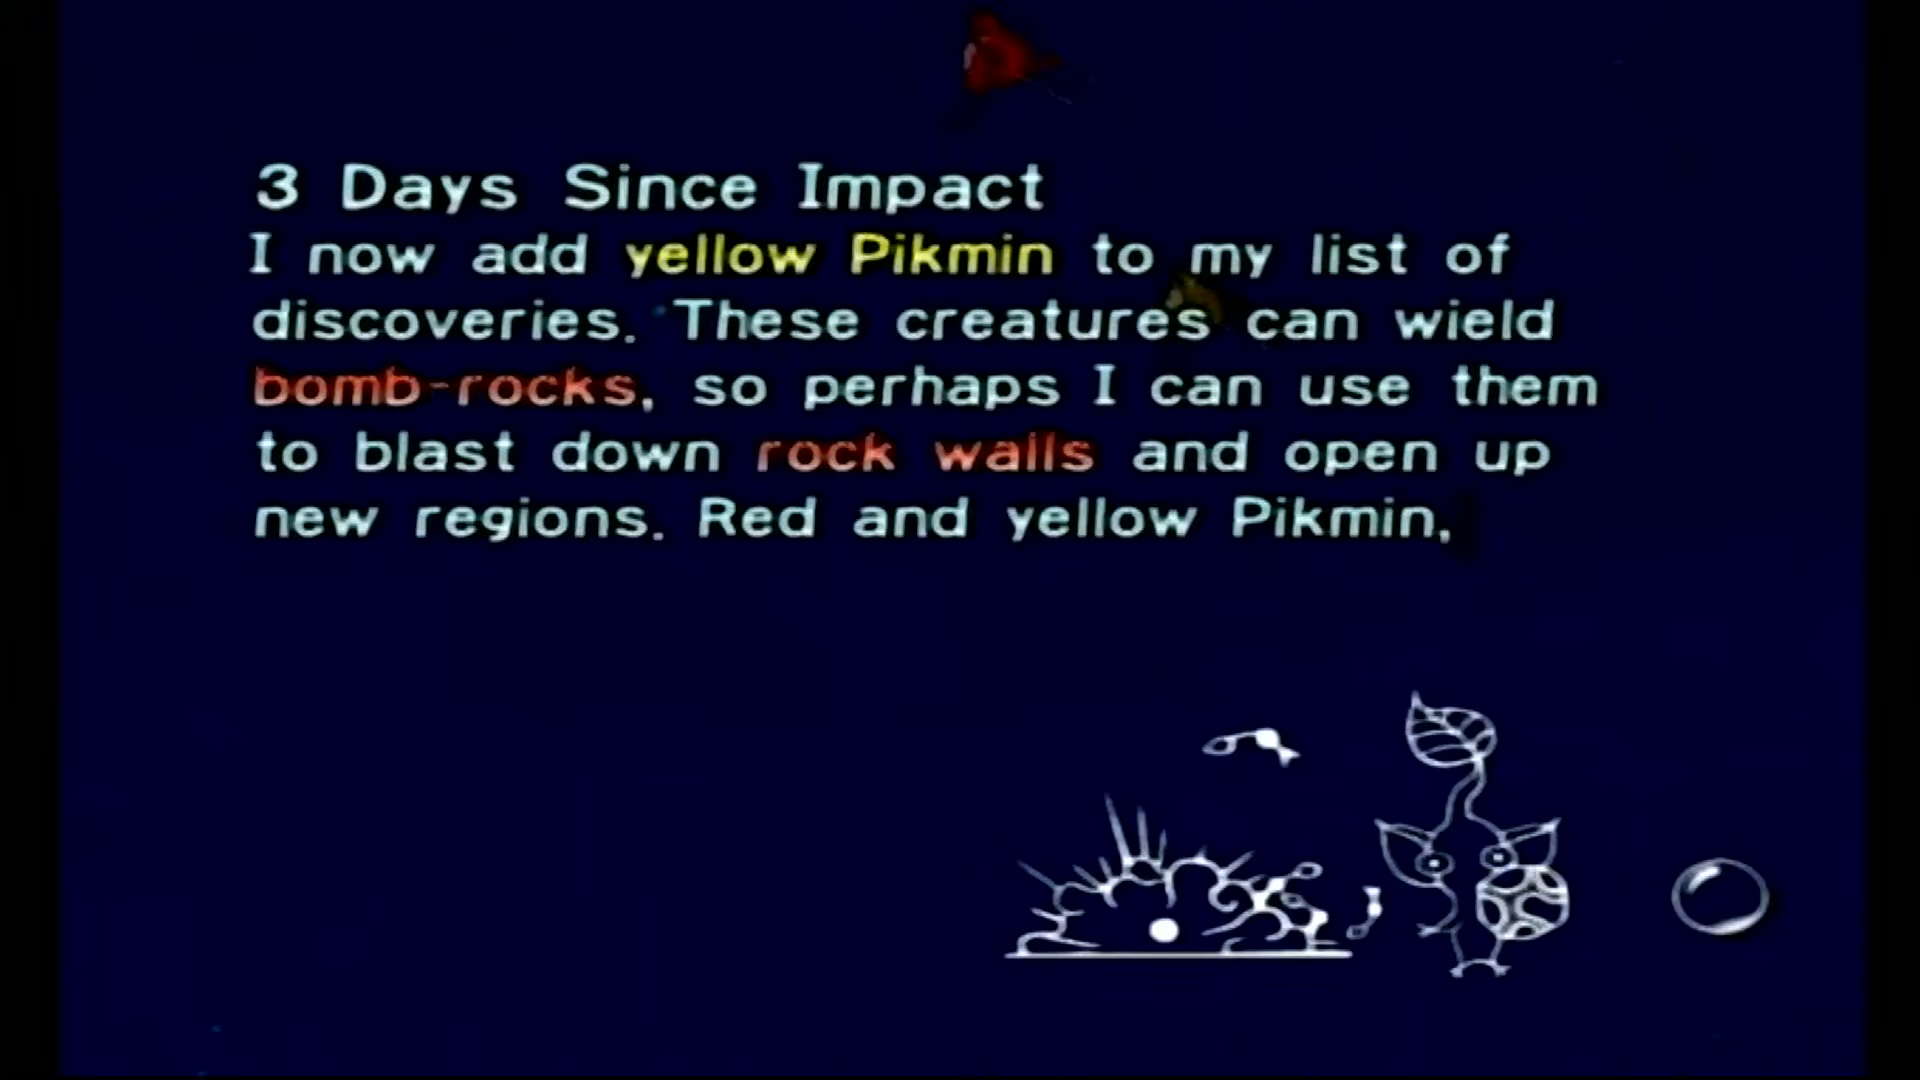 3 Days Since Impact
I now add yellow Pikmin to my list of
discoveries. These creatures can wield
bomb-rocks, so perhaps I can use them
to blast down rock walls and open up
new regions. Red and yellow Pikmin,